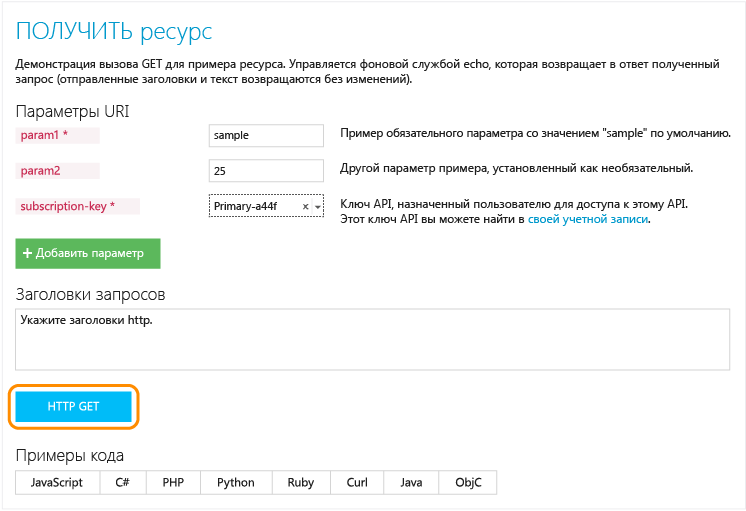 ПОЛУЧИТЬ ресурс
Демонстрация вызова GET для примера ресурса. Управляется фоновой службой echo, которая возвращает в ответ полученный
запрос (отправленные заголовки и текст возвращаются без изменений).
Параметры URI
param1 * sample Пример обязательного параметра со значением "sample" по умолчанию.
param2 25 Другой параметр примера, установленный как необязательный.
subscription-key * Primary-a44f x Ключ API, назначенный пользователю для доступа к этому API.
Этот ключ API вы можете найти в своей учетной записи.
+ Добавить параметр
Заголовки запросов
Укажите заголовки http.
HTTP GET
Примеры кода
JavaScript C# PHP Python Ruby Curl Java ObjC